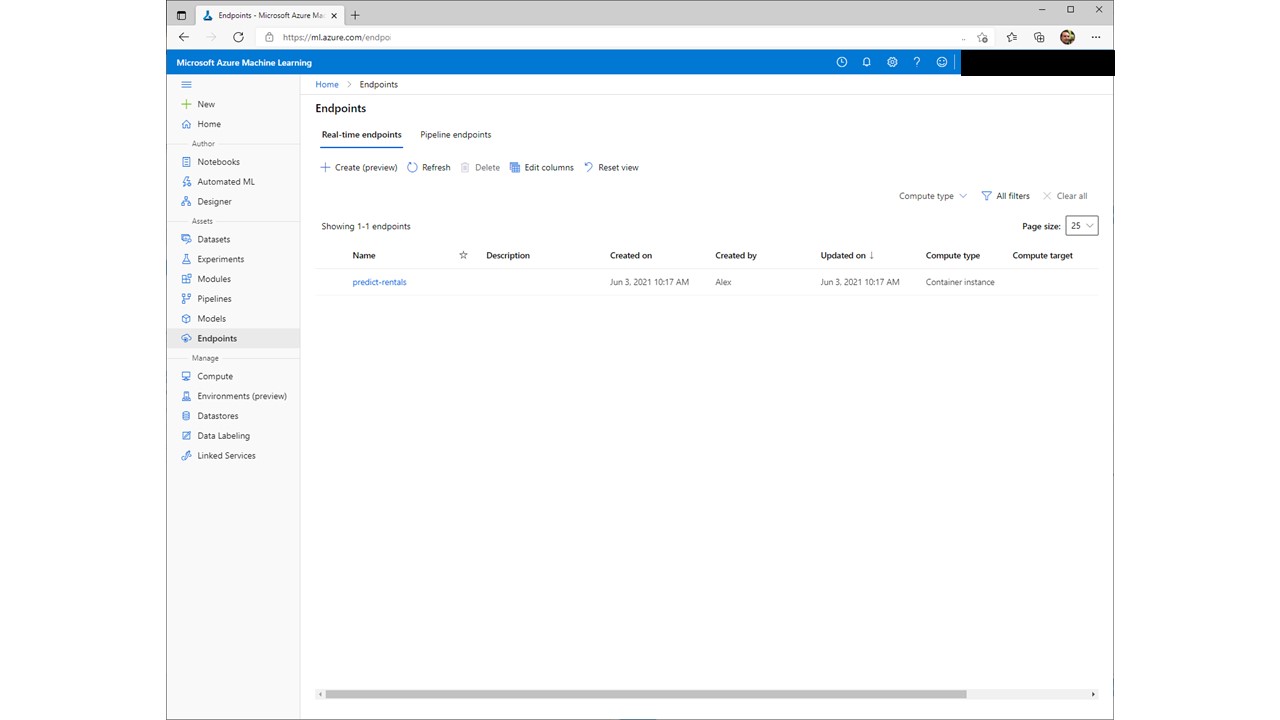 Endpoints - Microsoft Azure Ma
https://ml.azure.com/endpoi
Microsoft Azure Machine Learning
Home > Endpoints
New
Home
Author
Notebooks
Automated ML
Designer
Assets
Datasets
Experiments
Modules
Pipelines
Models
Endpoints
Manage
Compute
Environments (preview)
Datastores
Data Labeling
Linked Services
Endpoints
Real-time endpoints Pipeline endpoints
Create (preview) Refresh Delete Edit columns Reset view
Compute type All filters Clear all
Showing 1-1 endpoints Page size: 25
Name Description Created on Created by Updated on ↓ Compute type Compute target
predict-rentals Jun 3, 2021 10:17 AM Alex Jun 3, 2021 10:17 AM Container instance